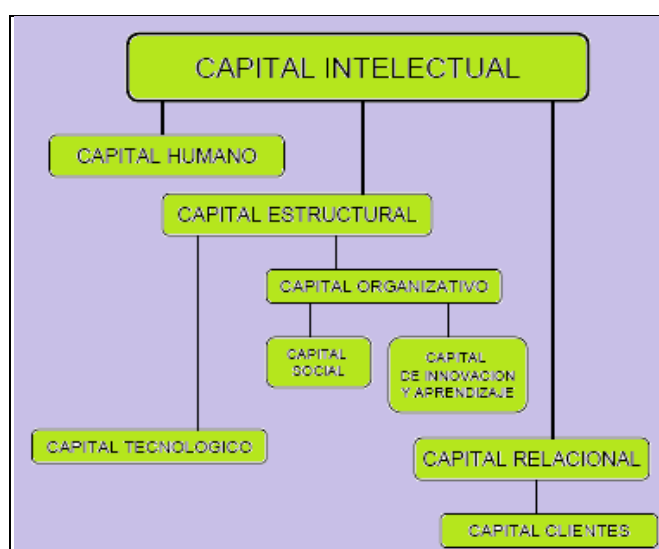 CAPITAL INTELECTUAL
CAPITAL HUMANO
CAPITAL ESTRUCTURAL
CAPITAL ORGANIZATIVO
CAPITAL
SOCIAL
CAPITAL
DE INNOVACION
Y APRENDIZAJE
CAPITAL TECNOLOGICO
CAPITAL RELACIONAL
CAPITAL CLIENTES